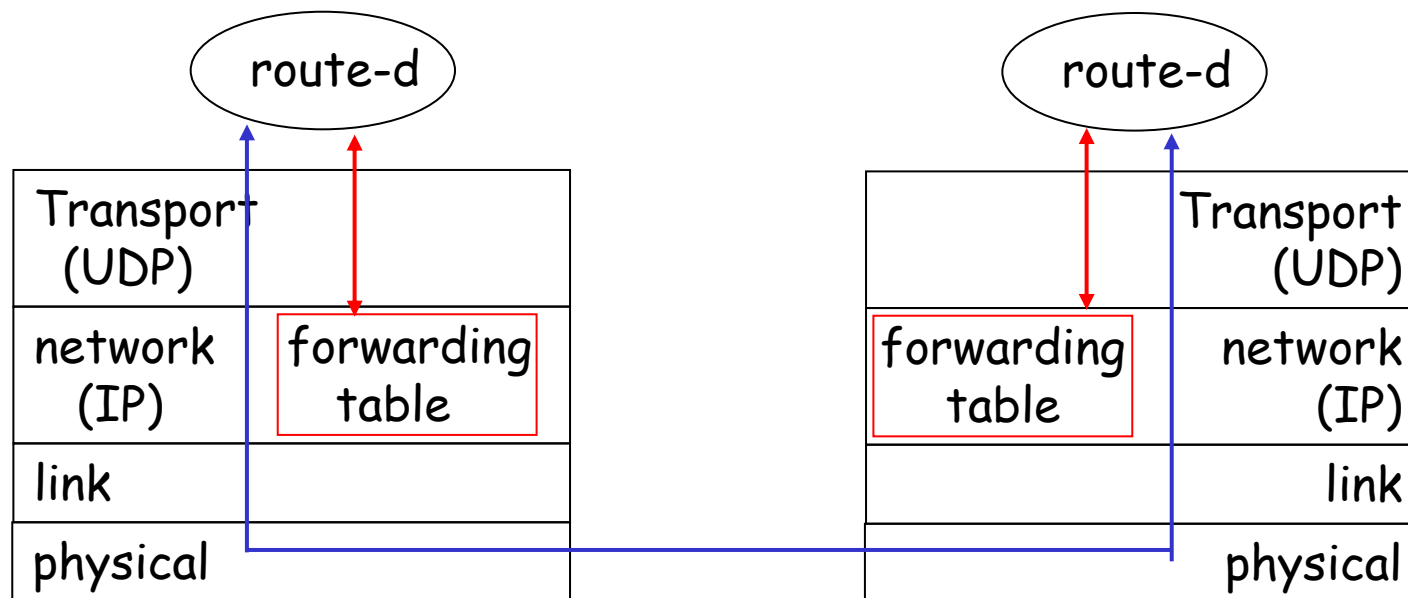 route-d
route-d
Transport
(UDP)
Transport
(UDP)
network
(IP)
forwarding
table
forwarding
table
network
(IP)
link
link
physical
physical